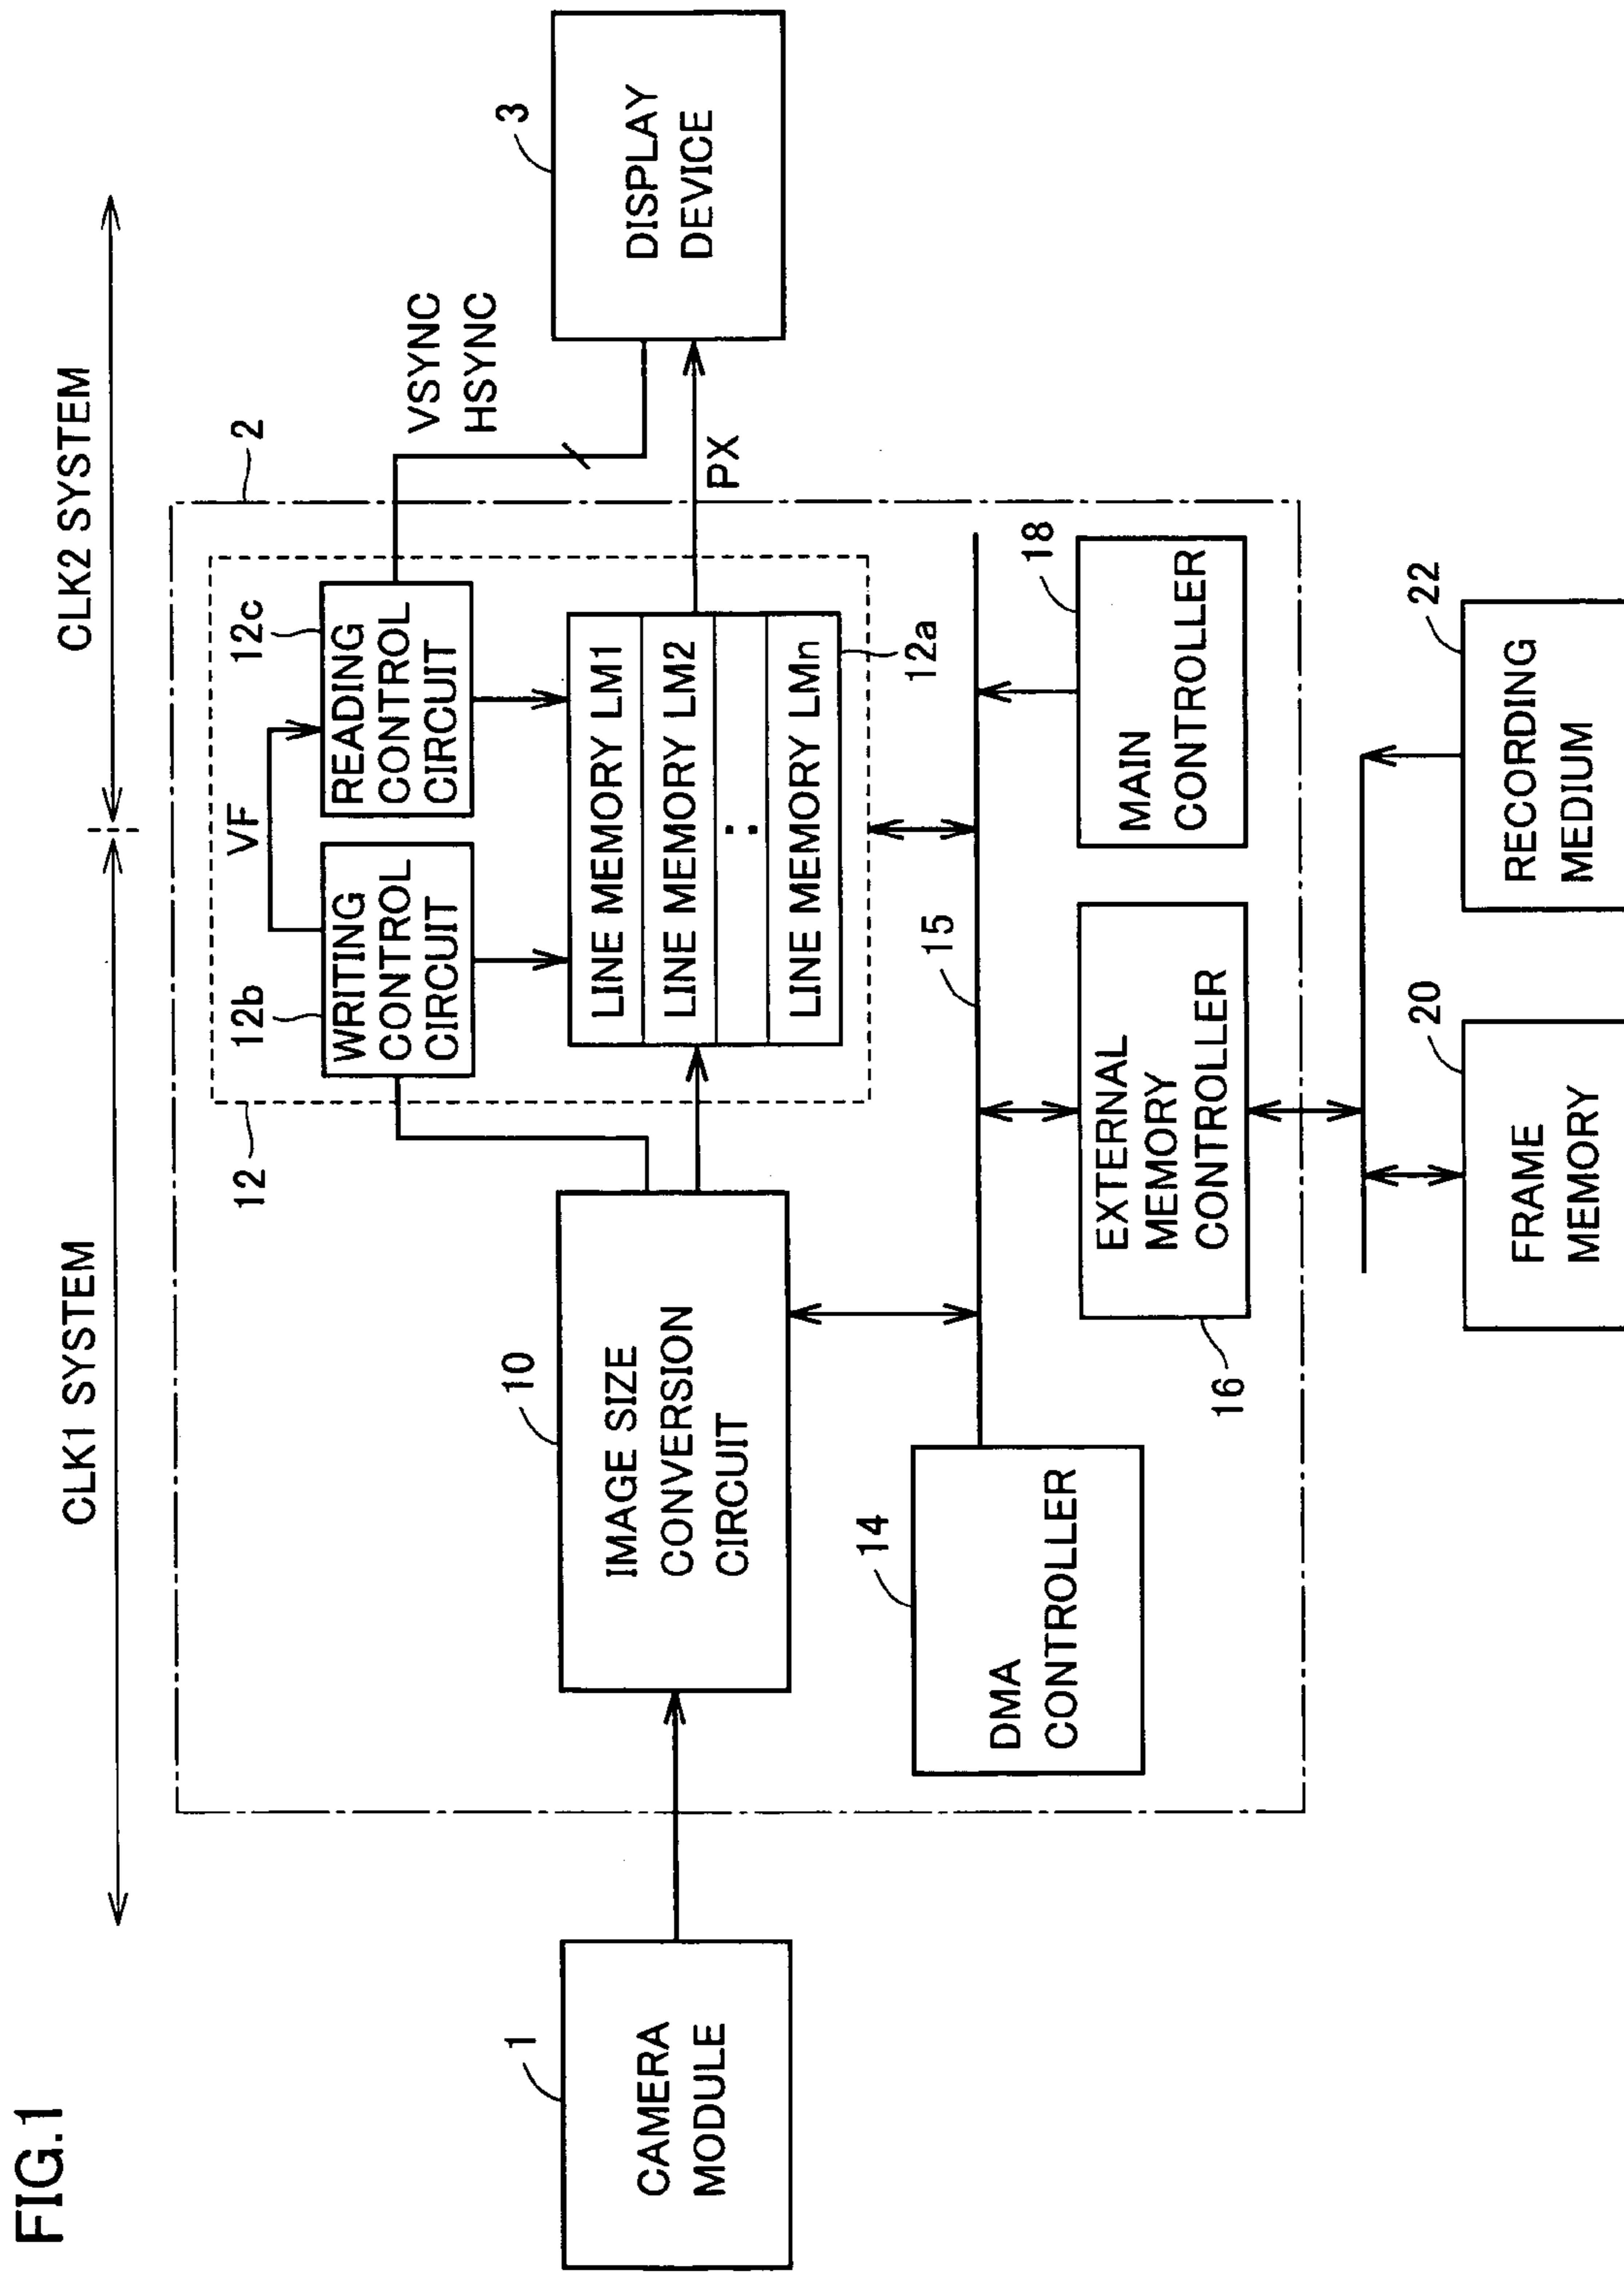 FIG.1
CLK1 SYSTEM
CLK2 SYSTEM
1
CAMERA
MODULE
2
10
IMAGE SIZE
CONVERSION
CIRCUIT
12
12b
WRITING
CONTROL
CIRCUIT
VF
12c
READING
CONTROL
CIRCUIT
LINE MEMORY LM1
LINE MEMORY LM2
LINE MEMORY LMn
12a
VSYNC
HSYNC
PX
3
DISPLAY
DEVICE
14
DMA
CONTROLLER
15
16
EXTERNAL
MEMORY
CONTROLLER
18
MAIN
CONTROLLER
20
FRAME
MEMORY
22
RECORDING
MEDIUM